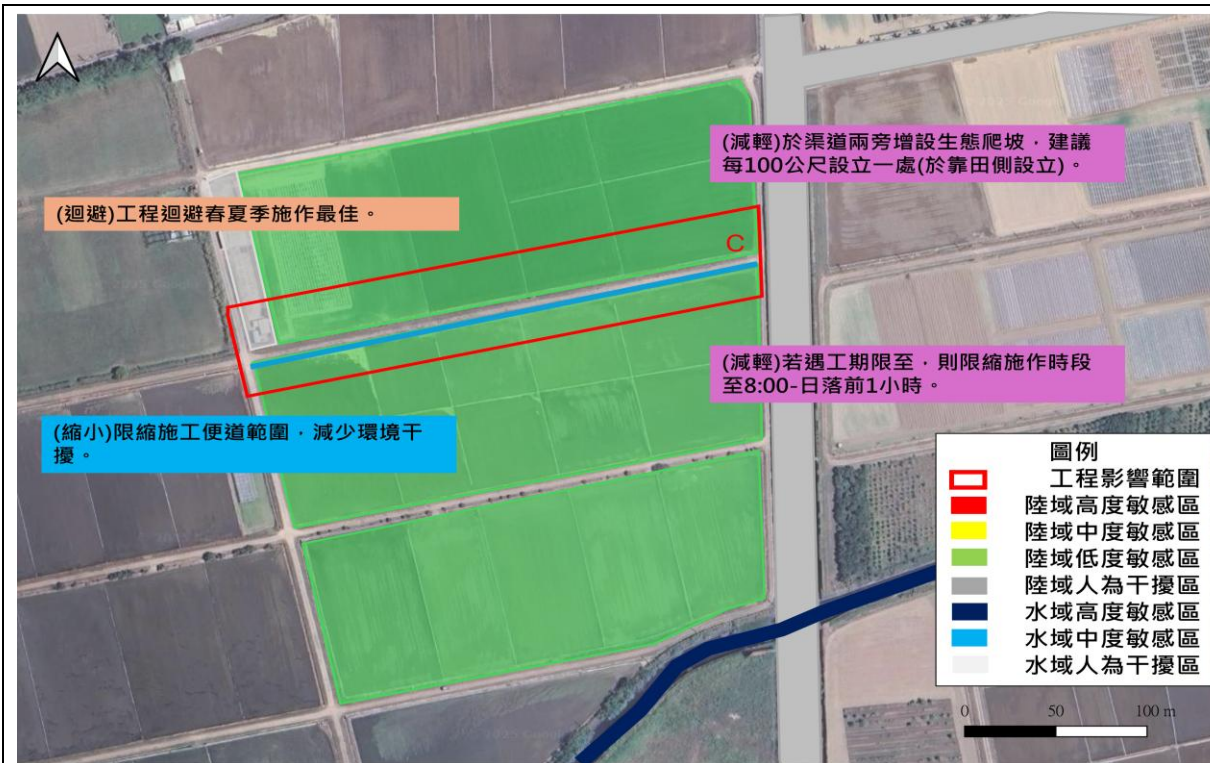 (減輕)於渠道兩旁增設生態爬坡，建議
每100公尺設立一處(於靠田側設立)。
(迴避)工程迴避春夏季施作最佳。
C
(減輕)若遇工期限至，則限縮施作時段
至8:00-日落前1小時。
(縮小)限縮施工便道範圍，減少環境干
擾。
圖例
工程影響範圍
陸域高度敏感區
陸域中度敏感區
陸域低度敏感區
陸域人為干擾區
水域高度敏感區
水域中度敏感區
水域人為干擾區
0 50 100 m